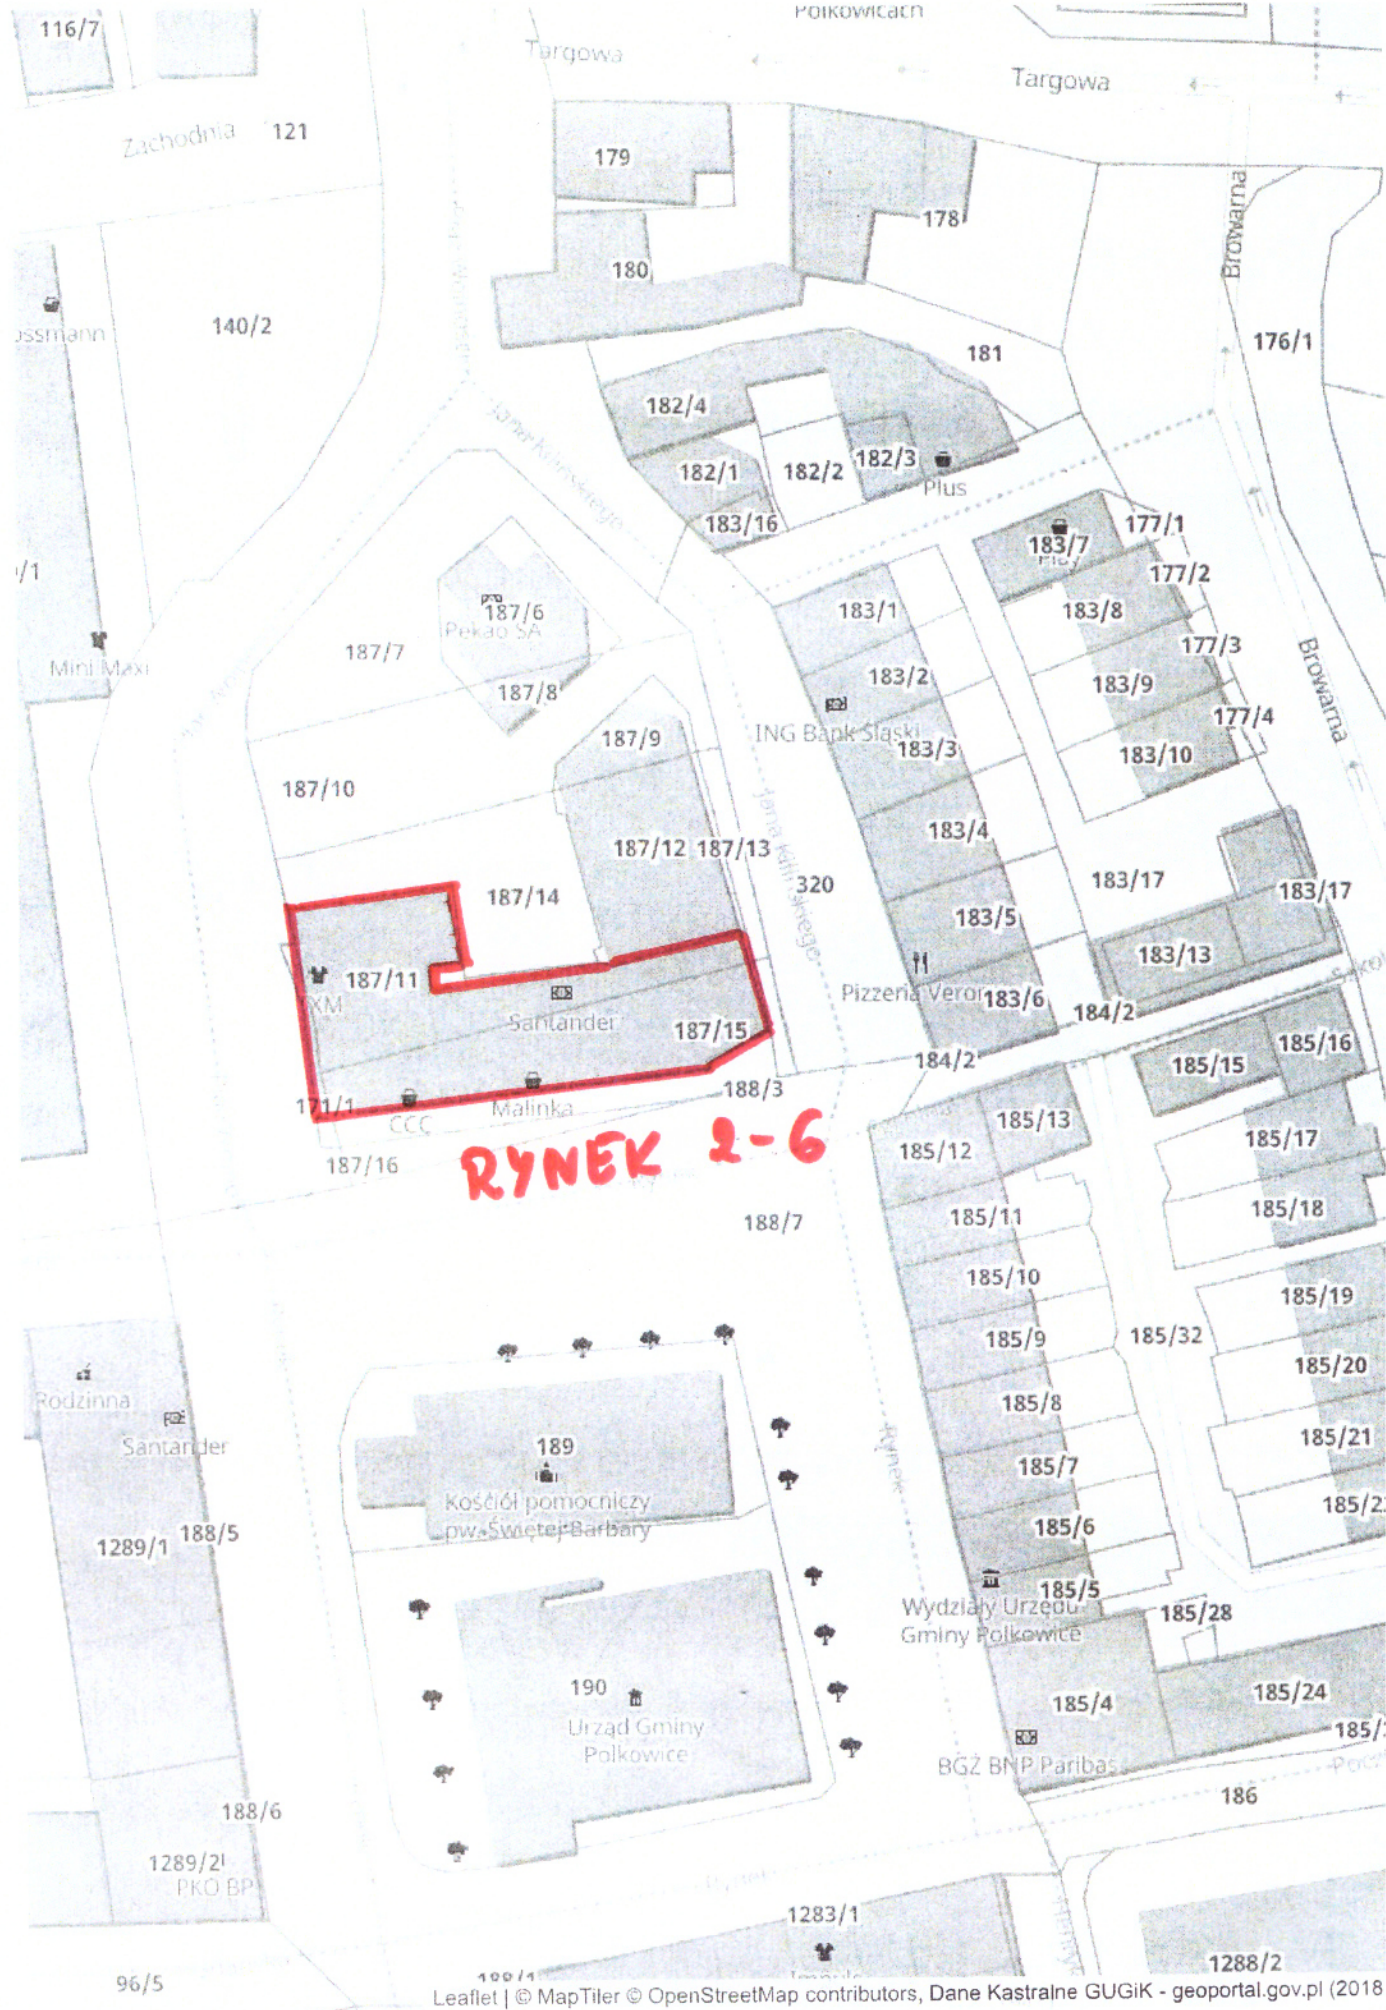 116/7
Polkowicach
Targowa
Targowa
Zachodnia
121
179
178
Browarna
180
140/2
176/1
181
182/4
182/1
182/2
182/3
Plus
183/16
183/7
177/1
177/2
183/1
183/8
187/6
Pekao SA
187/7
177/3
Mini Maxi
183/2
183/9
187/8
Browarna
177/4
ING Bank Śląski
187/9
183/3
183/10
187/10
183/4
187/12
187/13
Jana Kilińskiego
320
183/17
183/17
187/14
183/5
183/13
187/11
Santander
187/15
183/6
184/2
184/2
185/16
185/15
188/3
171/1
CCC
Malinka
185/13
185/12
185/17
RYNEK 2-6
187/16
188/7
185/11
185/18
185/10
185/19
185/9
185/32
185/20
Rodzinna
Santander
185/8
189
Kościół pomocniczy
pw. Świętej Barbary
Rynek
185/21
185/7
188/5
1289/1
185/6
185/5
Wydziały Urzędu
Gminy Polkowice
185/28
190
Urząd Gminy
Polkowice
185/4
185/24
BGŻ BNP Paribas
186
188/6
1289/2
PKO BP
Rynek
1283/1
1288/2
96/5
Leaflet | © MapTiler © OpenStreetMap contributors, Dane Kastralne GUGiK - geoportal.gov.pl (2018